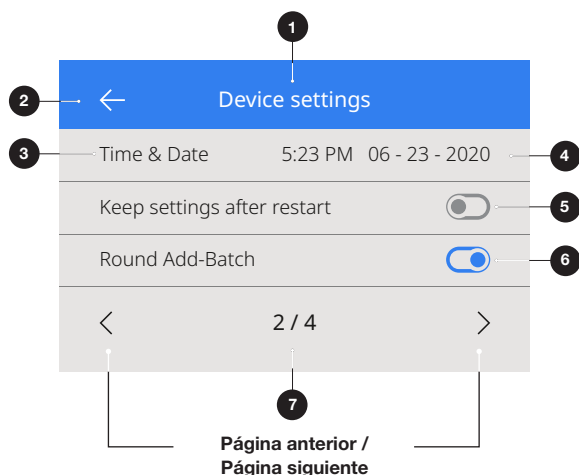 1
2
Device settings
3
Time & Date 5:23 PM 06 - 23 - 2020
4
Keep settings after restart
5
Round Add-Batch
6
2 / 4
7
Página anterior /
Página siguiente